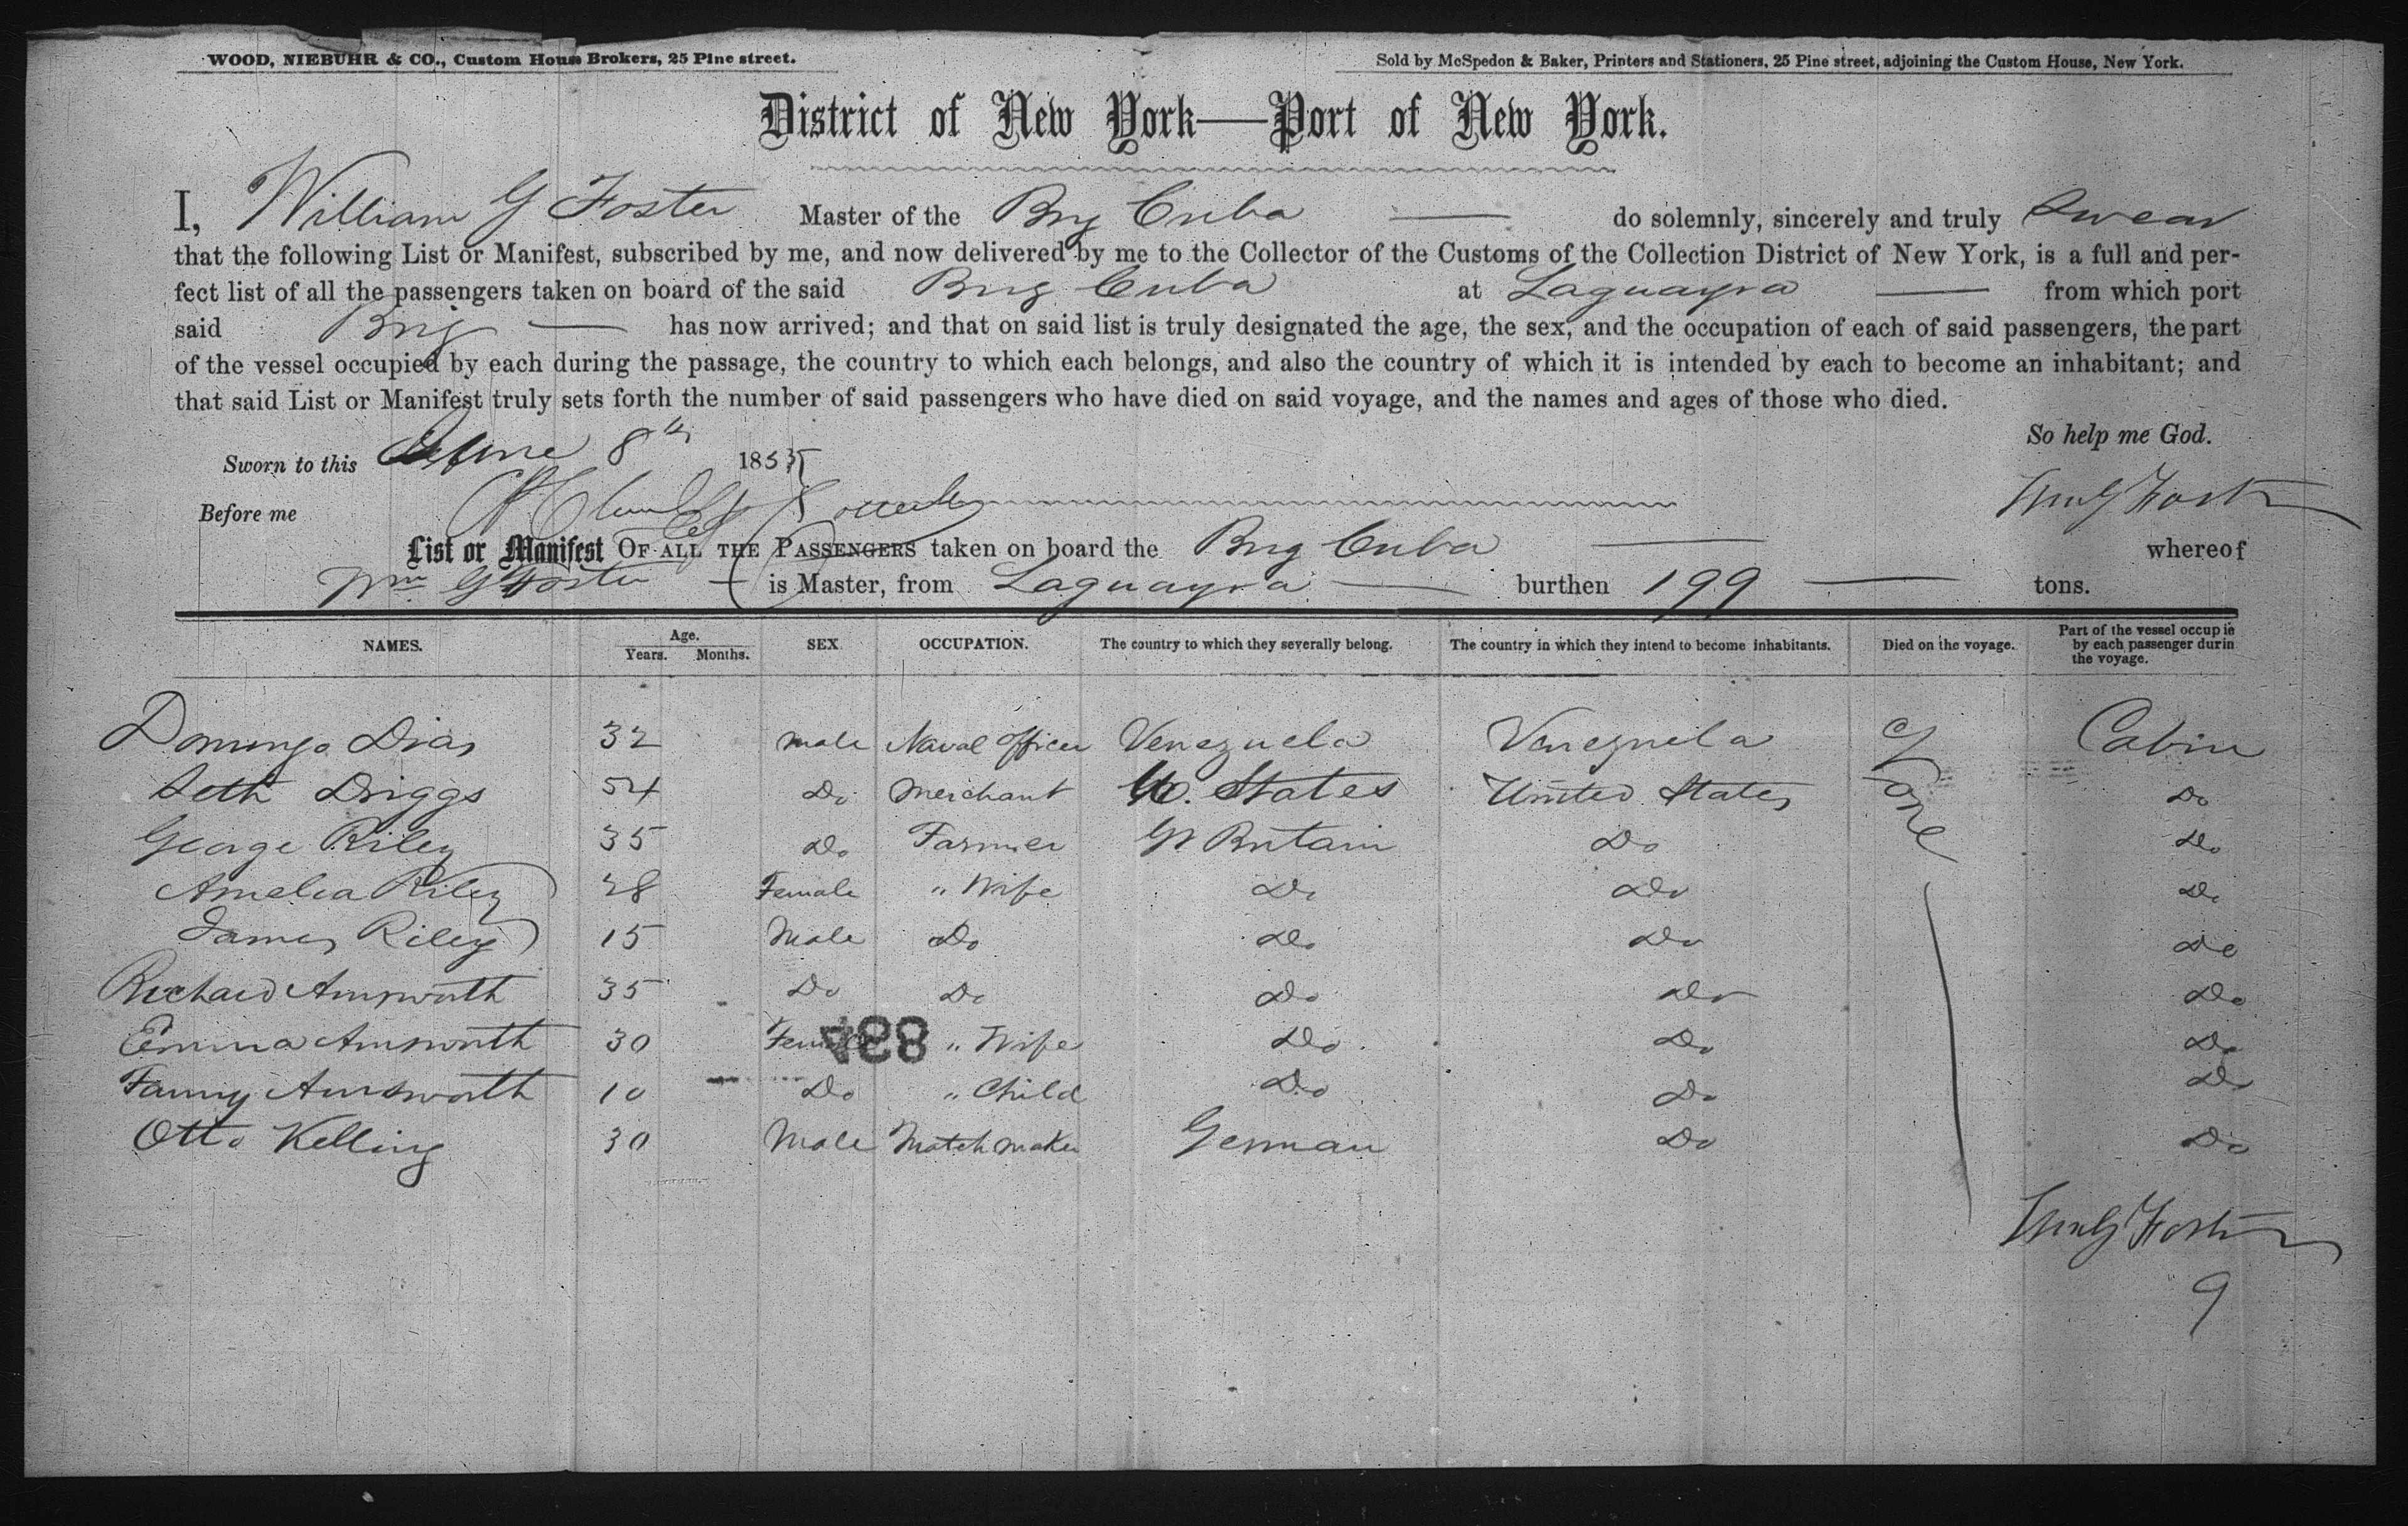 WOOD, NIEBUHR & CO., Custom House Brokers, 25 Pine street.
Sold by McSpedon & Baker, Printers and Stationers, 25 Pine street, adjoining the Custom House, New York.
District of New York—Port of New York.
I, William G Foster Master of the Brig Cuba — do solemnly, sincerely and truly Swear
that the following List or Manifest, subscribed by me, and now delivered by me to the Collector of the Customs of the Collection District of New York, is a full and per-
fect list of all the passengers taken on board of the said Brig Cuba at Laguayra — from which port
said Brig — has now arrived; and that on said list is truly designated the age, the sex, and the occupation of each of said passengers, the part
of the vessel occupied by each during the passage, the country to which each belongs, and also the country of which it is intended by each to become an inhabitant; and
that said List or Manifest truly sets forth the number of said passengers who have died on said voyage, and the names and ages of those who died.
So help me God.
Sworn to this June 8th 1855
Before me
Wm G Foster
List or Manifest OF ALL THE PASSENGERS taken on board the Brig Cuba — whereof
Wm G Foster — is Master, from Laguayra — burthen 199 — tons.
NAMES. Age. Years. Months. SEX OCCUPATION. The country to which they severally belong. The country in which they intend to become inhabitants. Died on the voyage. Part of the vessel occupie by each passenger durin the voyage.
Domingo Dias 32 male Naval Officer Venezuela Venezuela None Cabin
Seth Driggs 54 Do Merchant U. States United States Do
George Riley 35 Do Farmer Gt Britain Do Do
Amelia Riley 28 Female " Wife Do Do Do
James Riley 15 Male Do Do Do Do
Richard Ainsworth 35 Do Do Do Do Do
Emma Ainsworth 30 Female " Wife Do Do Do
488
Fanny Ainsworth 10 Do " Child Do Do Do
Otto Kelling 30 Male Match maker German Do Do
Wm G Foster
9